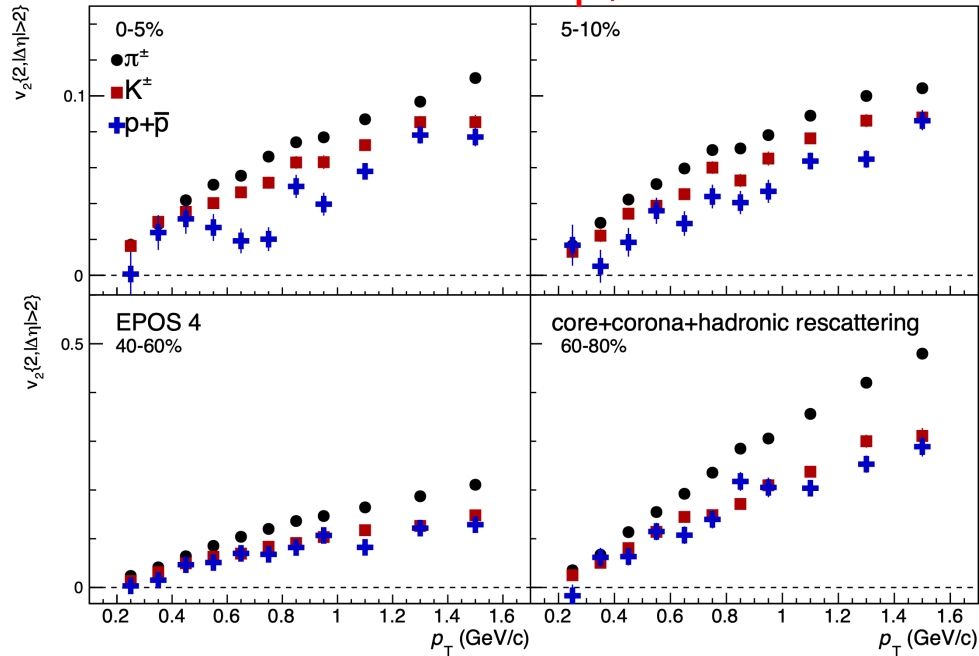 0-5%
5-10%
π±
K±
p+p̅
v₂{2,|Δη|>2}
0.1
0
EPOS 4
core+corona+hadronic rescattering
40-60%
60-80%
v₂{2,|Δη|>2}
0.5
0
0.2 0.4 0.6 0.8 1 1.2 1.4 1.6
0.2 0.4 0.6 0.8 1 1.2 1.4 1.6
p_T (GeV/c)
p_T (GeV/c)